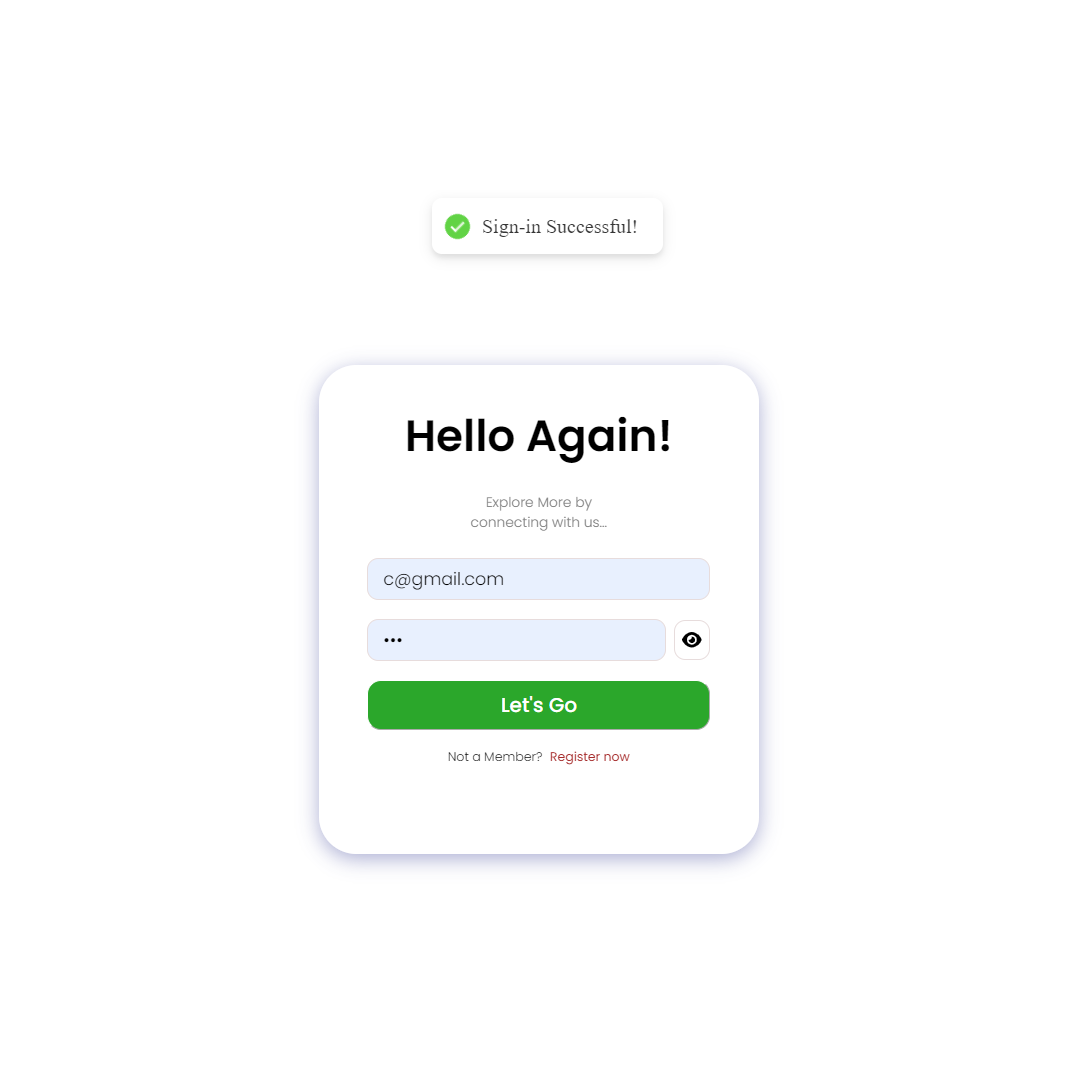 Sign-in Successful!
Hello Again!
Explore More by
connecting with us...
c@gmail.com
•••
Let's Go
Not a Member? Register now